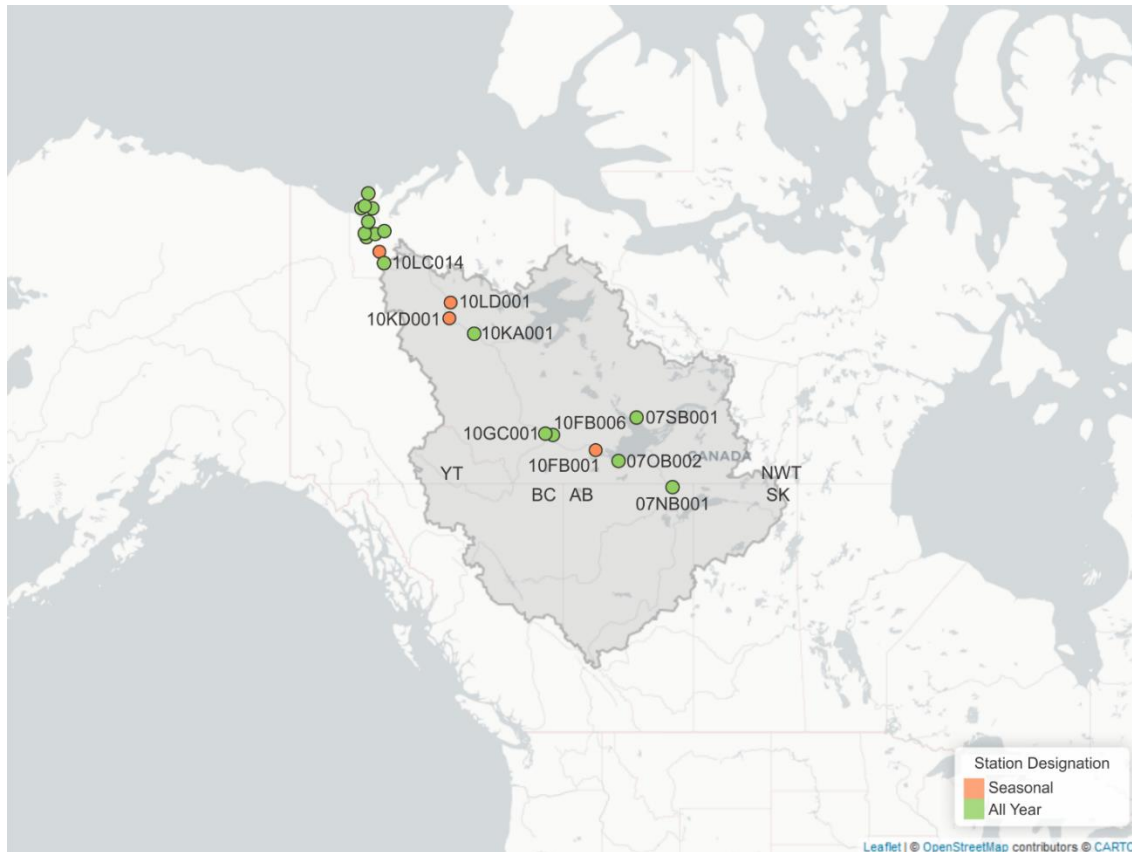 10LC014
10LD001
10KD001
10KA001
07SB001
10FB006
10GC001
10FB001
CANADA
07OB002
YT
NWT
BC
AB
SK
07NB001
Station Designation
Seasonal
All Year
Leaflet | © OpenStreetMap contributors © CARTO